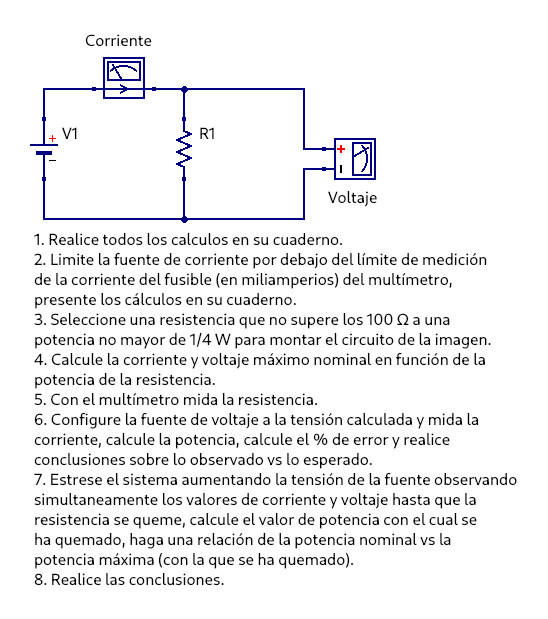 Corriente
V1
R1
Voltaje
1. Realice todos los calculos en su cuaderno.
2. Limite la fuente de corriente por debajo del límite de medición
de la corriente del fusible (en miliamperios) del multímetro,
presente los cálculos en su cuaderno.
3. Seleccione una resistencia que no supere los 100 Ω a una
potencia no mayor de 1/4 W para montar el circuito de la imagen.
4. Calcule la corriente y voltaje máximo nominal en función de la
potencia de la resistencia.
5. Con el multímetro mida la resistencia.
6. Configure la fuente de voltaje a la tensión calculada y mida la
corriente, calcule la potencia, calcule el % de error y realice
conclusiones sobre lo observado vs lo esperado.
7. Estrese el sistema aumentando la tensión de la fuente observando
simultaneamente los valores de corriente y voltaje hasta que la
resistencia se queme, calcule el valor de potencia con el cual se
ha quemado, haga una relación de la potencia nominal vs la
potencia máxima (con la que se ha quemado).
8. Realice las conclusiones.